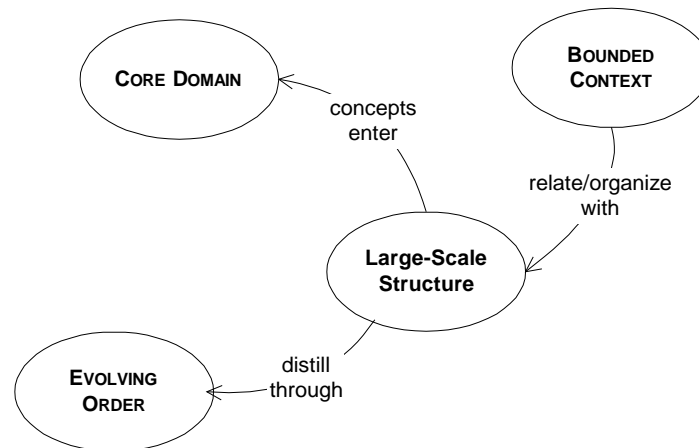 CORE DOMAIN
BOUNDED
CONTEXT
concepts
enter
relate/organize
with
Large-Scale
Structure
distill
through
EVOLVING
ORDER